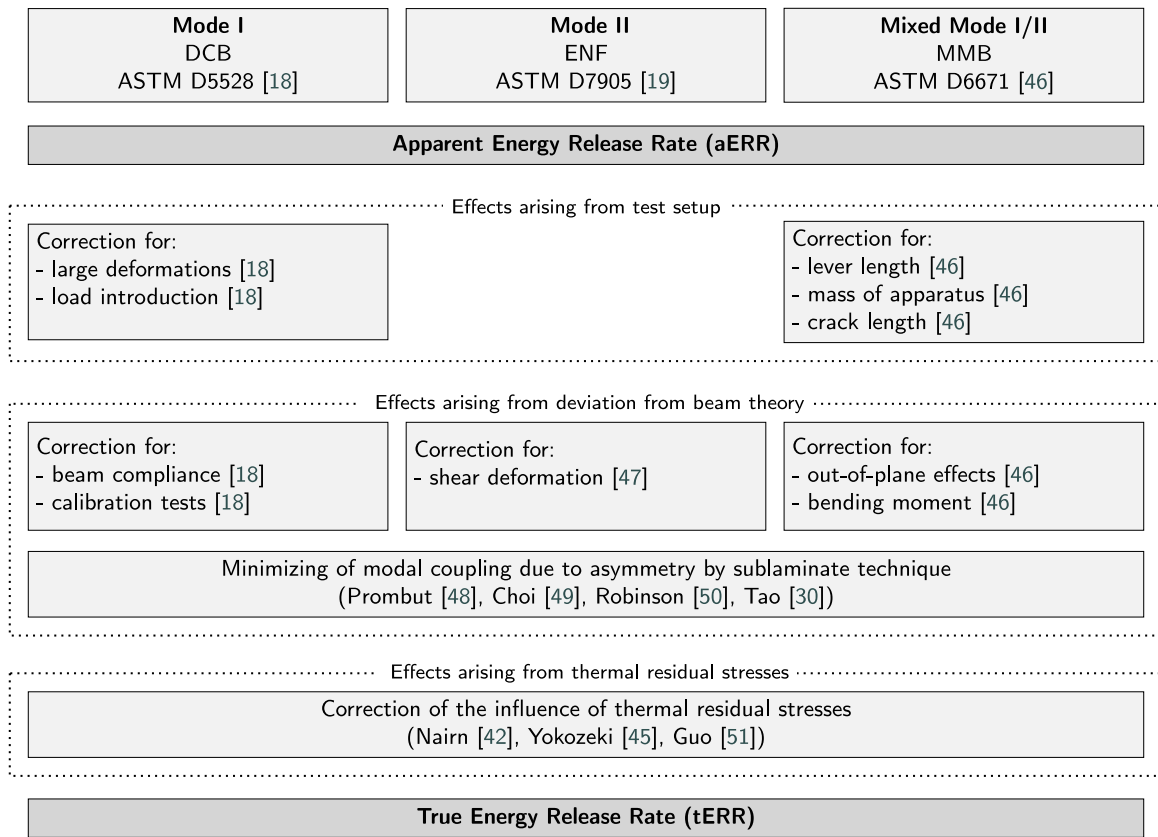 Mode I
DCB
ASTM D5528 [18]
Mode II
ENF
ASTM D7905 [19]
Mixed Mode I/II
MMB
ASTM D6671 [46]
Apparent Energy Release Rate (aERR)
Effects arising from test setup
Correction for:
- large deformations [18]
- load introduction [18]
Correction for:
- lever length [46]
- mass of apparatus [46]
- crack length [46]
Effects arising from deviation from beam theory
Correction for:
- beam compliance [18]
- calibration tests [18]
Correction for:
- shear deformation [47]
Correction for:
- out-of-plane effects [46]
- bending moment [46]
Minimizing of modal coupling due to asymmetry by sublaminate technique
(Prombut [48], Choi [49], Robinson [50], Tao [30])
Effects arising from thermal residual stresses
Correction of the influence of thermal residual stresses
(Nairn [42], Yokozeki [45], Guo [51])
True Energy Release Rate (tERR)